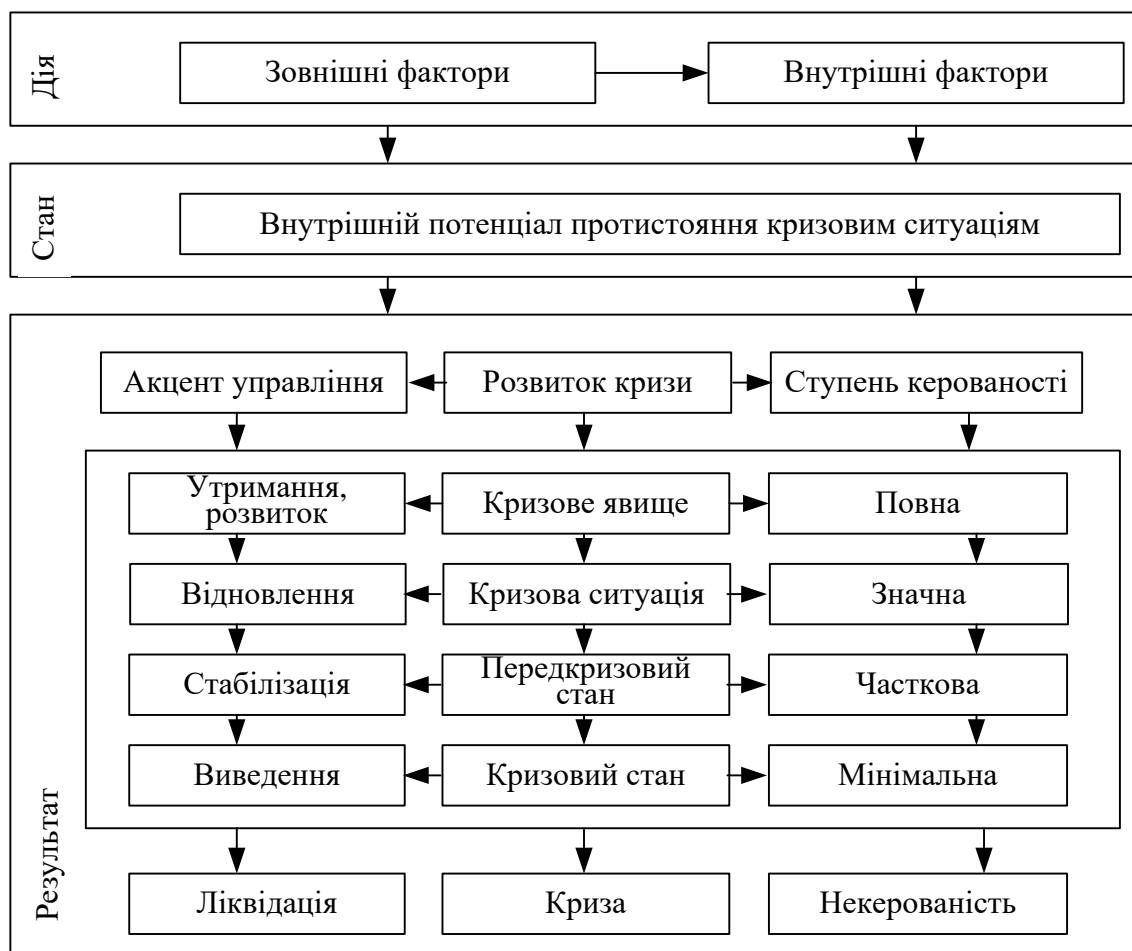 Дія
Зовнішні фактори
Внутрішні фактори
Стан
Внутрішній потенціал протистояння кризовим ситуаціям
Результат
Акцент управління
Розвиток кризи
Ступень керованості
Утримання,
розвиток
Кризове явище
Повна
Відновлення
Кризова ситуація
Значна
Стабілізація
Передкризовий
стан
Часткова
Виведення
Кризовий стан
Мінімальна
Ліквідація
Криза
Некерованість